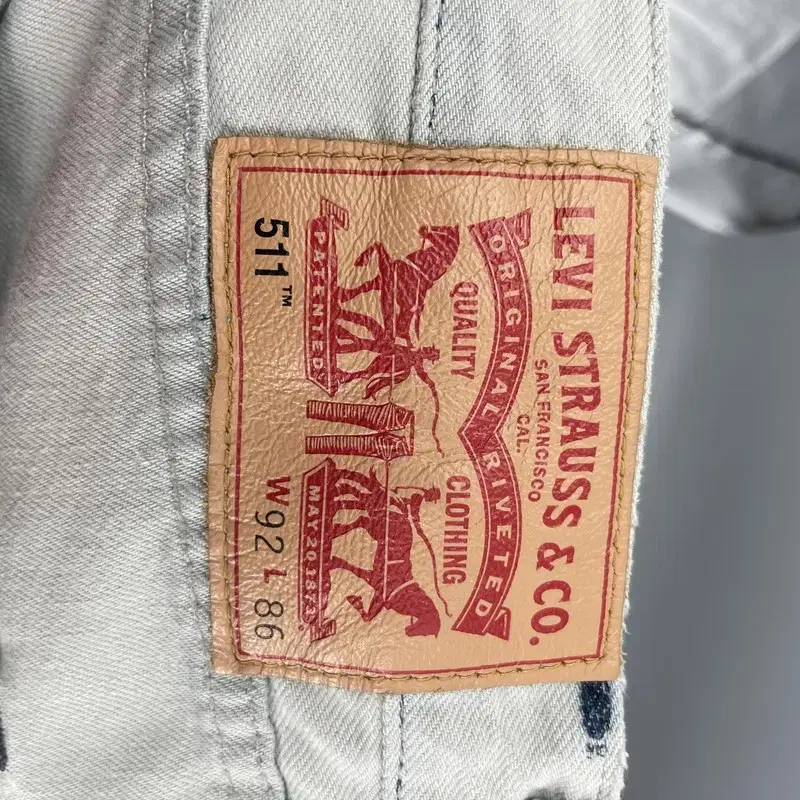 LEVI STRAUSS & CO.
SAN FRANCISCO
CAL.
ORIGINAL RIVETED
QUALITY CLOTHING
PATENTED MAY 20 1873
511™ W 92 L 86